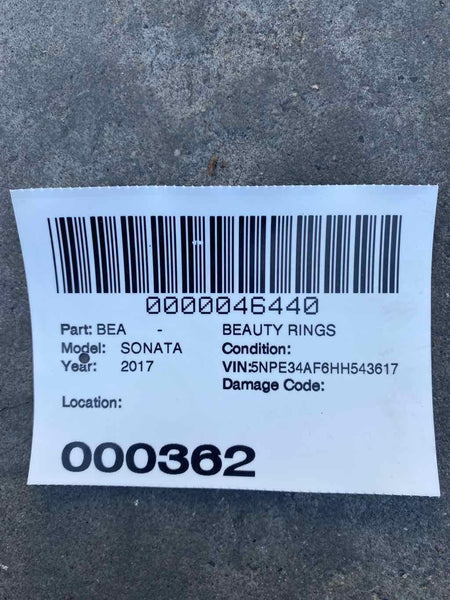 0000046440
Part: BEA - BEAUTY RINGS
Model: SONATA Condition:
Year: 2017 VIN:5NPE34AF6HH543617
Damage Code:
Location:
000362